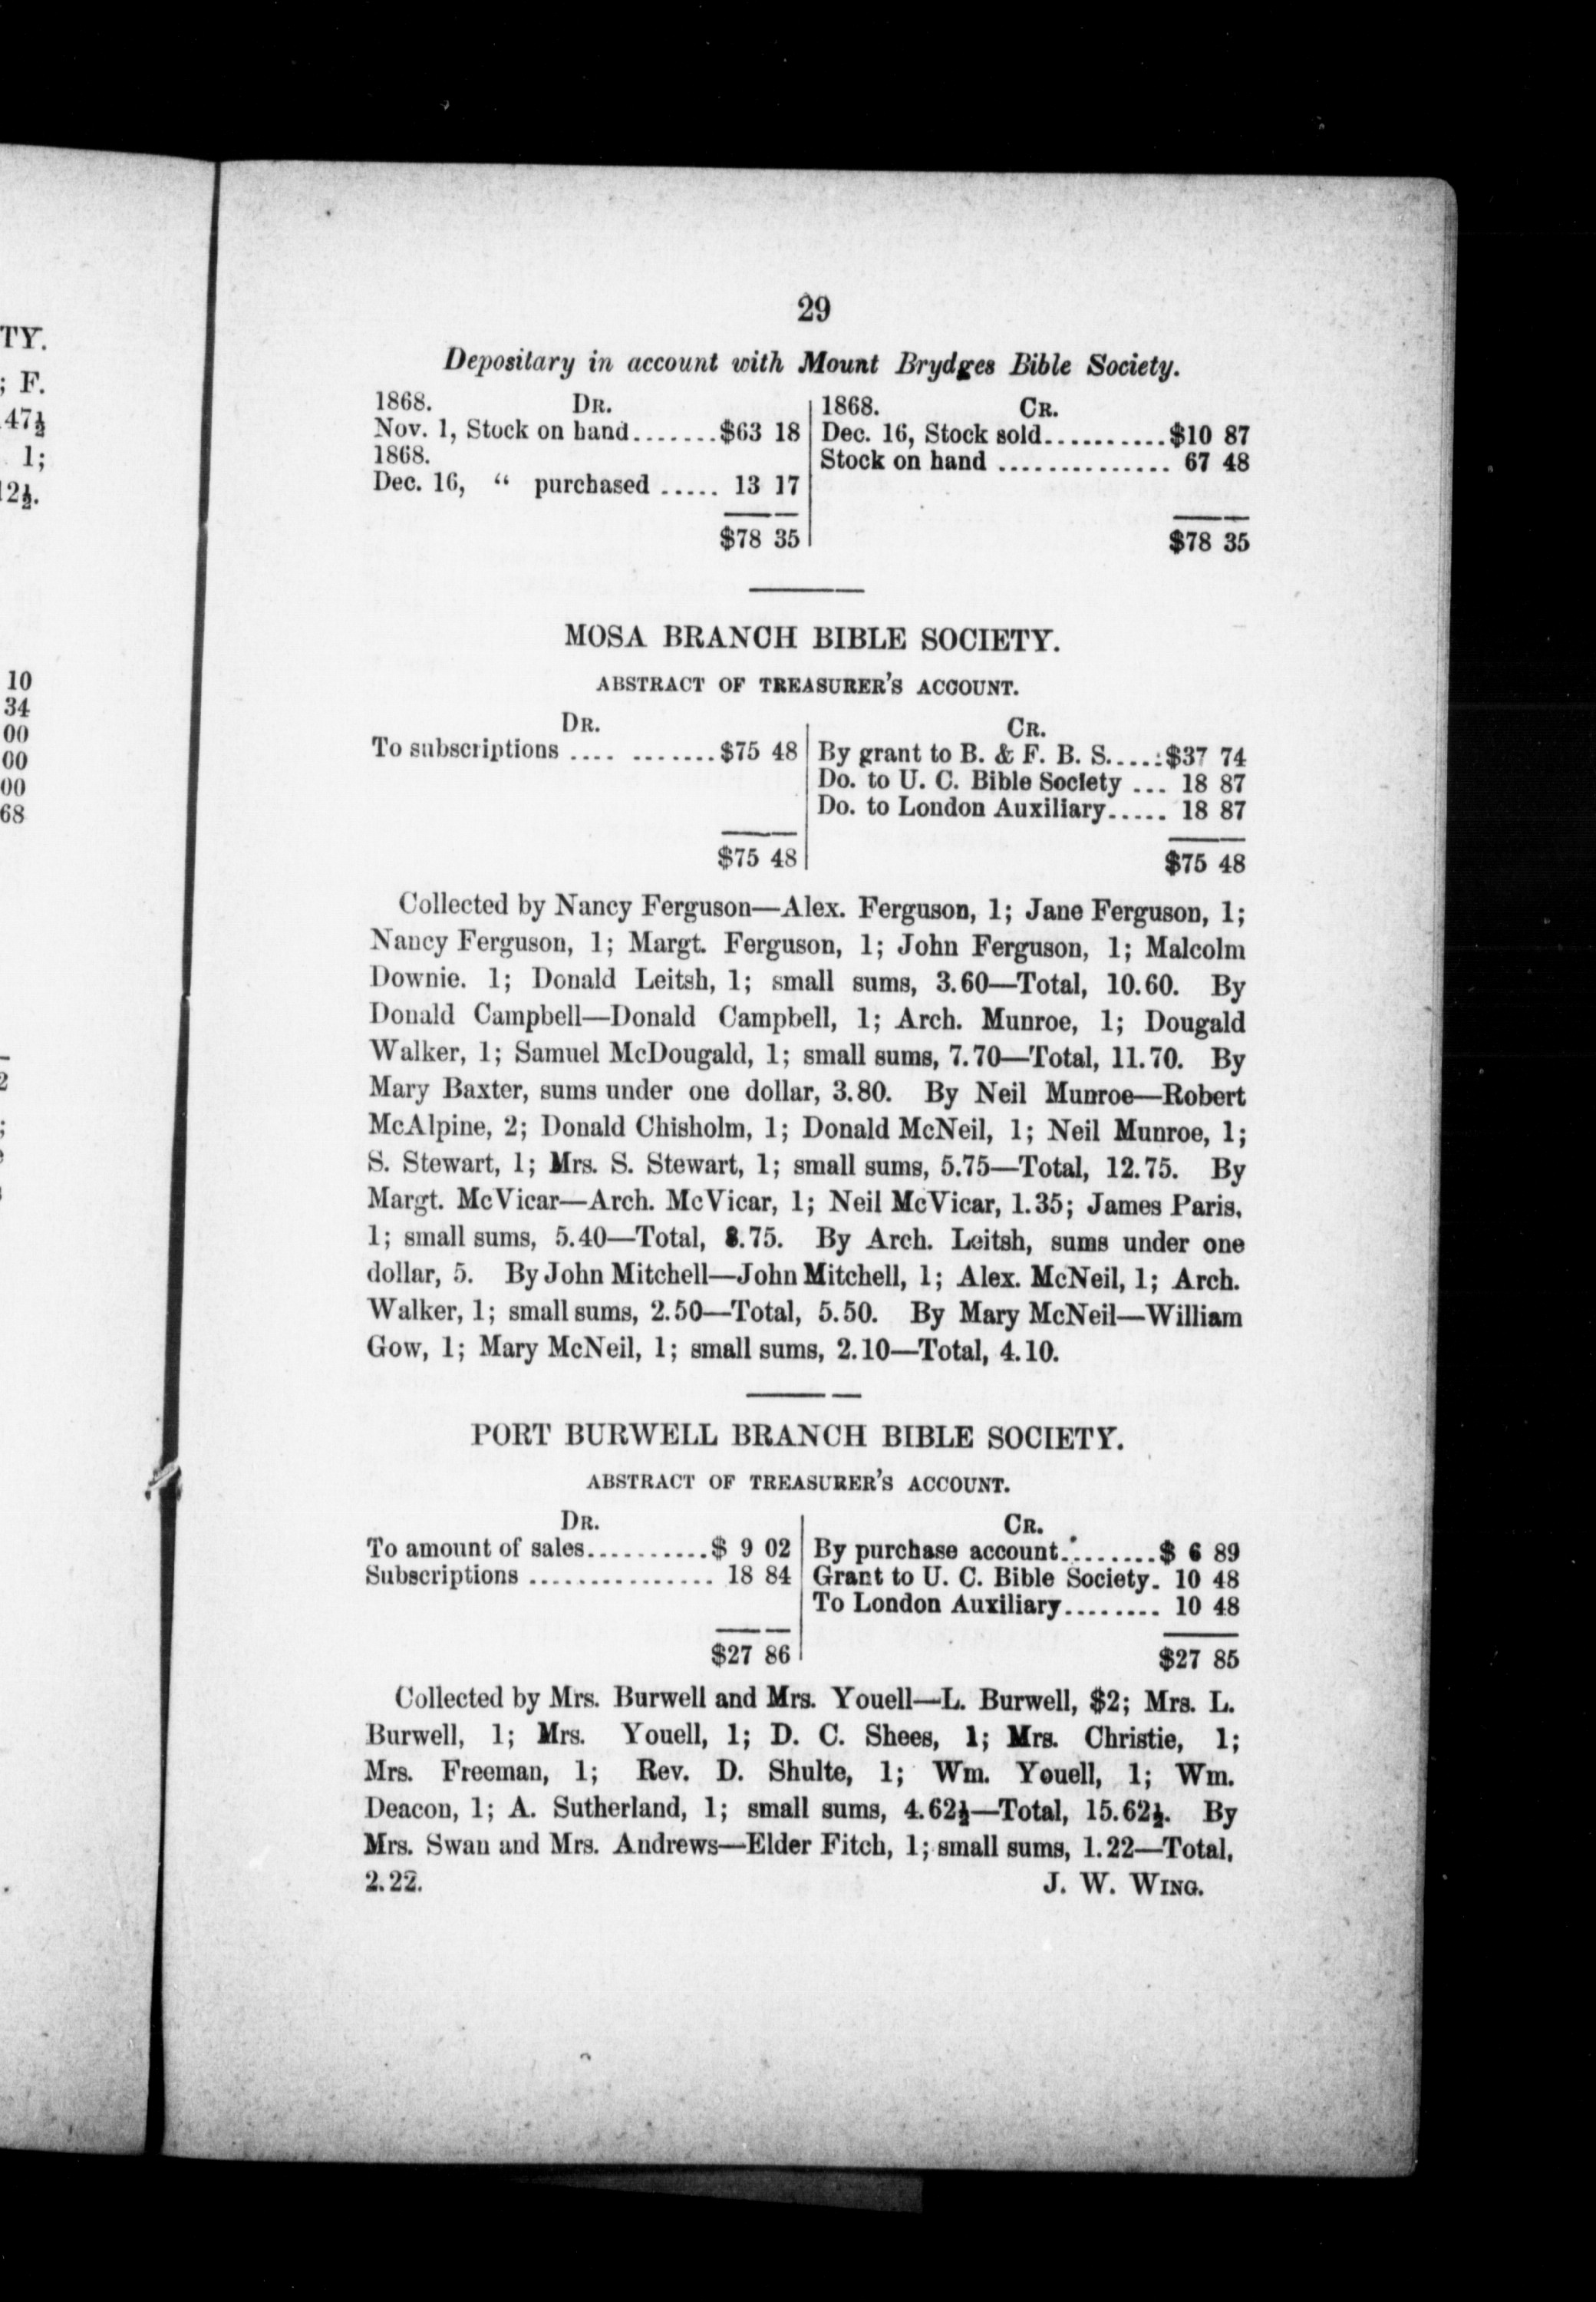 TY.
; F.
.47½
1;
12½.
10
34
00
00
00
68
2
;
29
Depositary in account with Mount Brydges Bible Society.
1868. DR.
Nov. 1, Stock on hand.......$63 18
1868.
Dec. 16, “ purchased ..... 13 17
$78 35
1868. CR.
Dec. 16, Stock sold..........$10 87
Stock on hand .............. 67 48
$78 35
MOSA BRANCH BIBLE SOCIETY.
ABSTRACT OF TREASURER'S ACCOUNT.
DR.
To subscriptions .... .......$75 48
$75 48
CR.
By grant to B. & F. B. S.....:$37 74
Do. to U. C. Bible Society ... 18 87
Do. to London Auxiliary..... 18 87
$75 48
Collected by Nancy Ferguson—Alex. Ferguson, 1; Jane Ferguson, 1;
Nancy Ferguson, 1; Margt. Ferguson, 1; John Ferguson, 1; Malcolm
Downie. 1; Donald Leitsh, 1; small sums, 3.60—Total, 10.60. By
Donald Campbell—Donald Campbell, 1; Arch. Munroe, 1; Dougald
Walker, 1; Samuel McDougald, 1; small sums, 7.70—Total, 11.70. By
Mary Baxter, sums under one dollar, 3.80. By Neil Munroe—Robert
McAlpine, 2; Donald Chisholm, 1; Donald McNeil, 1; Neil Munroe, 1;
S. Stewart, 1; Mrs. S. Stewart, 1; small sums, 5.75—Total, 12.75. By
Margt. McVicar—Arch. McVicar, 1; Neil McVicar, 1.35; James Paris,
1; small sums, 5.40—Total, 8.75. By Arch. Leitsh, sums under one
dollar, 5. By John Mitchell—John Mitchell, 1; Alex. McNeil, 1; Arch.
Walker, 1; small sums, 2.50—Total, 5.50. By Mary McNeil—William
Gow, 1; Mary McNeil, 1; small sums, 2.10—Total, 4.10.
PORT BURWELL BRANCH BIBLE SOCIETY.
ABSTRACT OF TREASURER'S ACCOUNT.
DR.
To amount of sales..........$ 9 02
Subscriptions ............... 18 84
$27 86
CR.
By purchase account.........$ 6 89
Grant to U. C. Bible Society. 10 48
To London Auxiliary........ 10 48
$27 85
Collected by Mrs. Burwell and Mrs. Youell—L. Burwell, $2; Mrs. L.
Burwell, 1; Mrs. Youell, 1; D. C. Shees, 1; Mrs. Christie, 1;
Mrs. Freeman, 1; Rev. D. Shulte, 1; Wm. Youell, 1; Wm.
Deacon, 1; A. Sutherland, 1; small sums, 4.62½—Total, 15.62½. By
Mrs. Swan and Mrs. Andrews—Elder Fitch, 1; small sums, 1.22—Total,
2.22. J. W. WING.